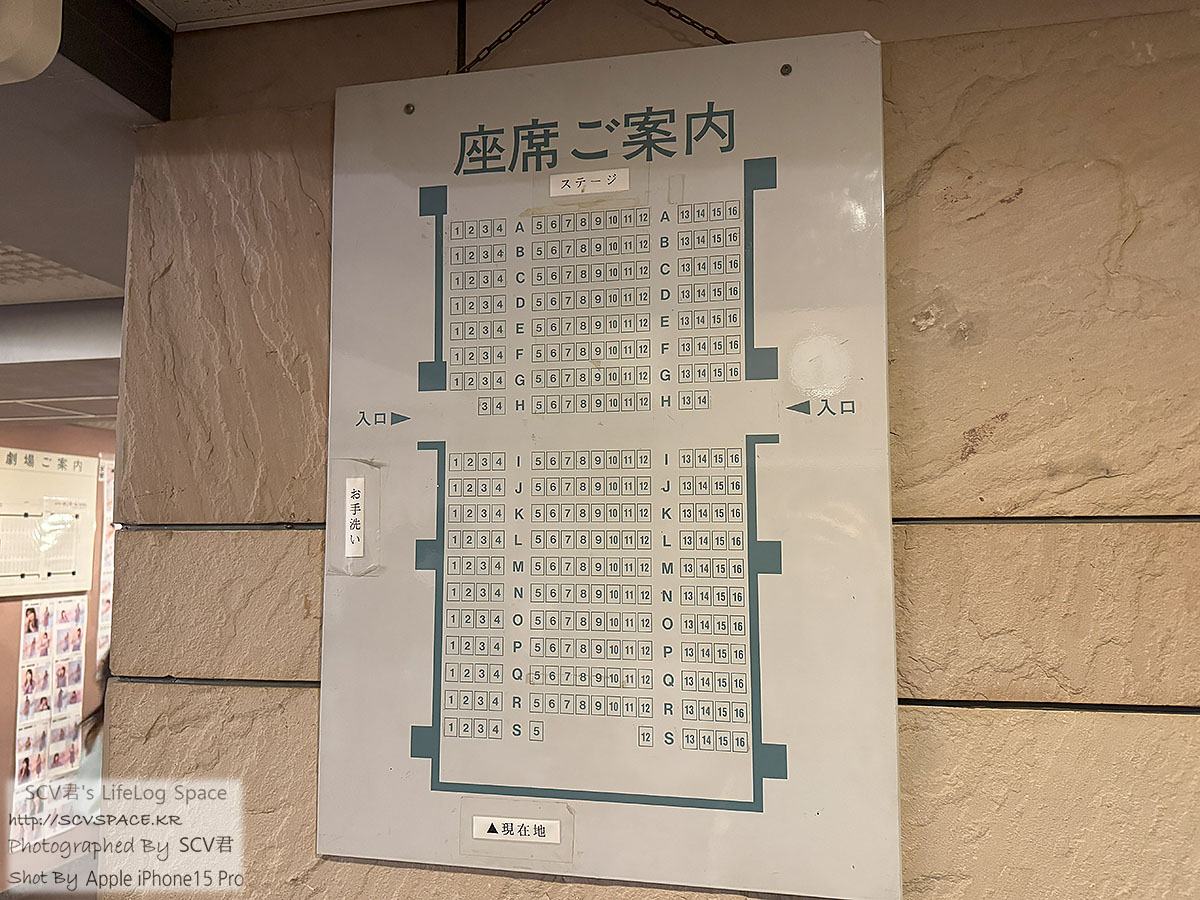 座席ご案内
ステージ
1 2 3 4 A 5 6 7 8 9 10 11 12 A 13 14 15 16
1 2 3 4 B 5 6 7 8 9 10 11 12 B 13 14 15 16
1 2 3 4 C 5 6 7 8 9 10 11 12 C 13 14 15 16
1 2 3 4 D 5 6 7 8 9 10 11 12 D 13 14 15 16
1 2 3 4 E 5 6 7 8 9 10 11 12 E 13 14 15 16
1 2 3 4 F 5 6 7 8 9 10 11 12 F 13 14 15 16
1 2 3 4 G 5 6 7 8 9 10 11 12 G 13 14 15 16
3 4 H 5 6 7 8 9 10 11 12 H 13 14
入口▶
◀入口
1 2 3 4 I 5 6 7 8 9 10 11 12 I 13 14 15 16
1 2 3 4 J 5 6 7 8 9 10 11 12 J 13 14 15 16
1 2 3 4 K 5 6 7 8 9 10 11 12 K 13 14 15 16
1 2 3 4 L 5 6 7 8 9 10 11 12 L 13 14 15 16
1 2 3 4 M 5 6 7 8 9 10 11 12 M 13 14 15 16
1 2 3 4 N 5 6 7 8 9 10 11 12 N 13 14 15 16
1 2 3 4 O 5 6 7 8 9 10 11 12 O 13 14 15 16
1 2 3 4 P 5 6 7 8 9 10 11 12 P 13 14 15 16
1 2 3 4 Q 5 6 7 8 9 10 11 12 Q 13 14 15 16
1 2 3 4 R 5 6 7 8 9 10 11 12 R 13 14 15 16
1 2 3 4 S 5 12 S 13 14 15 16
お手洗い
▲現在地
劇場ご案内
SCV君's LifeLog Space
http://SCVSPACE.KR
Photographed By SCV君
Shot By Apple iPhone15 Pro